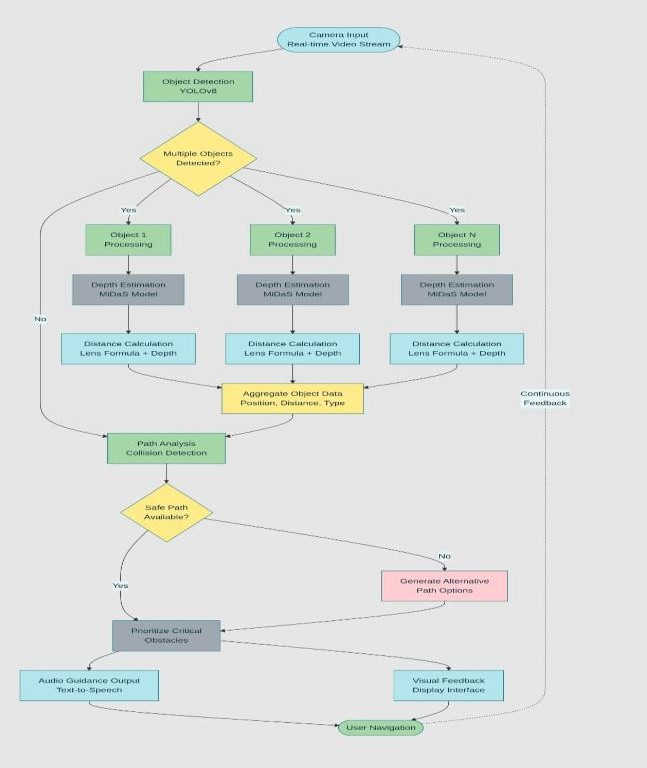 Camera Input
Real-time Video Stream
Object Detection
YOLOv8
Multiple Objects
Detected?
Yes
Yes
Yes
Object 1
Processing
Object 2
Processing
Object N
Processing
Depth Estimation
MiDaS Model
Depth Estimation
MiDaS Model
Depth Estimation
MiDaS Model
No
Distance Calculation
Lens Formula + Depth
Distance Calculation
Lens Formula + Depth
Distance Calculation
Lens Formula + Depth
Aggregate Object Data
Position, Distance, Type
Continuous
Feedback
Path Analysis
Collision Detection
Safe Path
Available?
No
Yes
Generate Alternative
Path Options
Prioritize Critical
Obstacles
Audio Guidance Output
Text-to-Speech
Visual Feedback
Display Interface
User Navigation